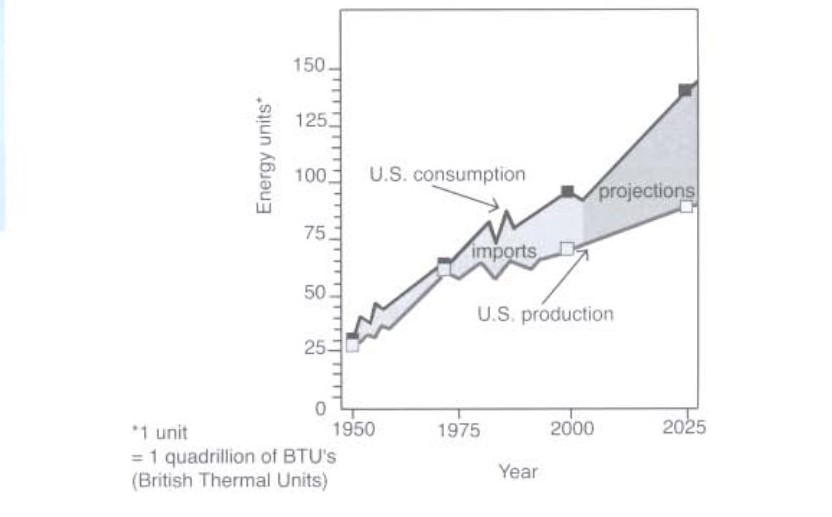 150
125
100
75
50
25
0
Energy units*
U.S. consumption
projections
imports
U.S. production
1950
1975
2000
2025
Year
*1 unit
= 1 quadrillion of BTU's
(British Thermal Units)